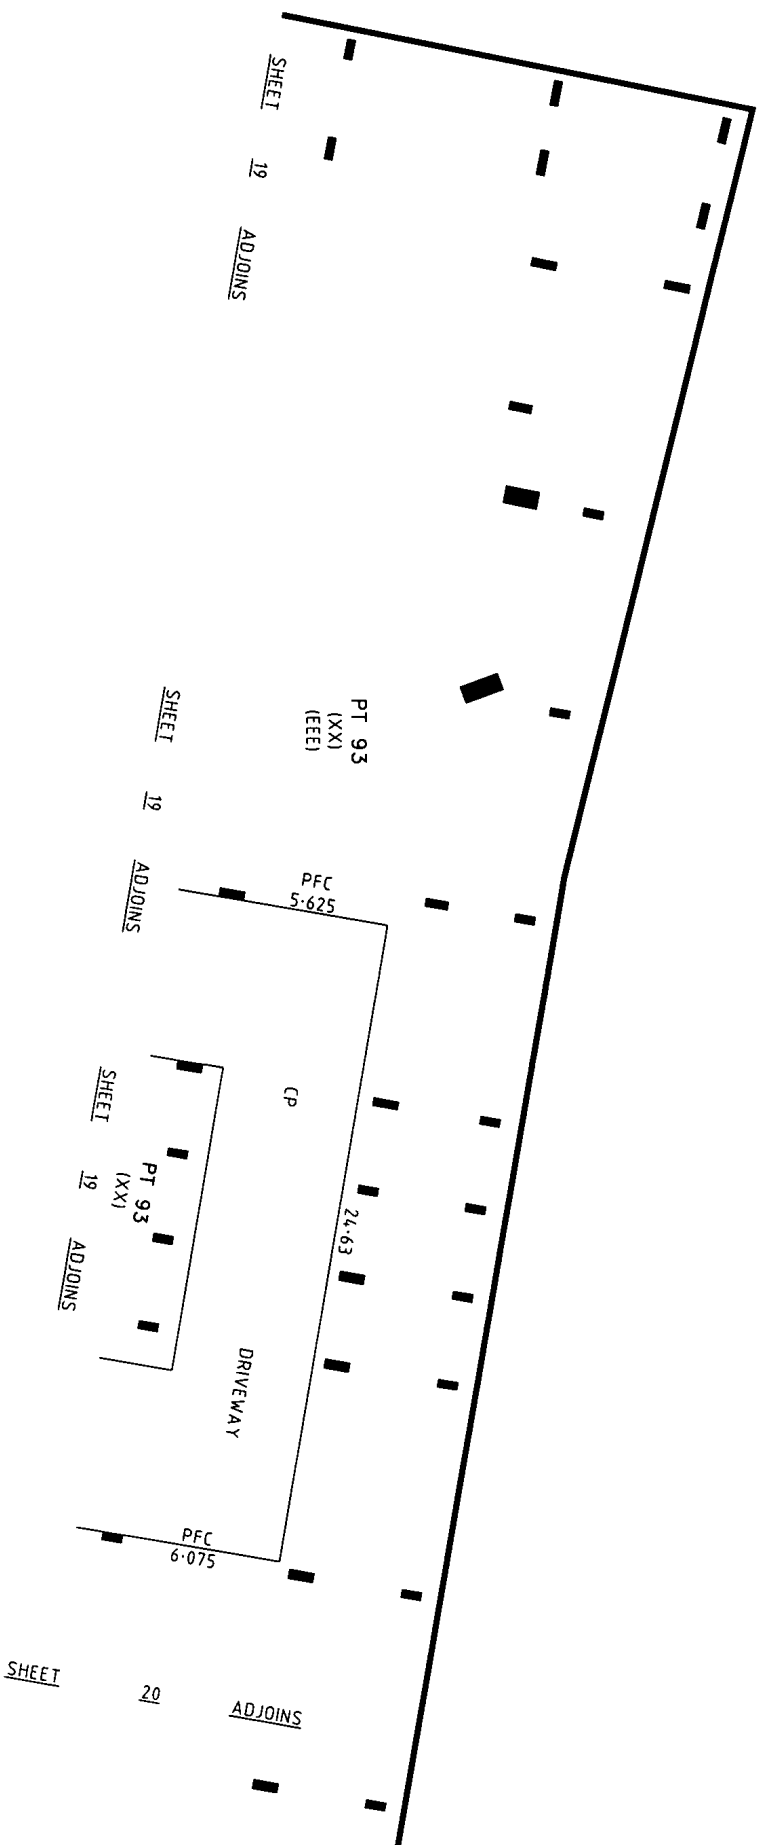 SHEET
19
ADJOINS
SHEET
19
ADJOINS
PT 93
(XX)
(EEE)
PFC
5·625
CP
SHEET
19
ADJOINS
PT 93
(XX)
24·63
DRIVEWAY
PFC
6·075
SHEET 20 ADJOINS